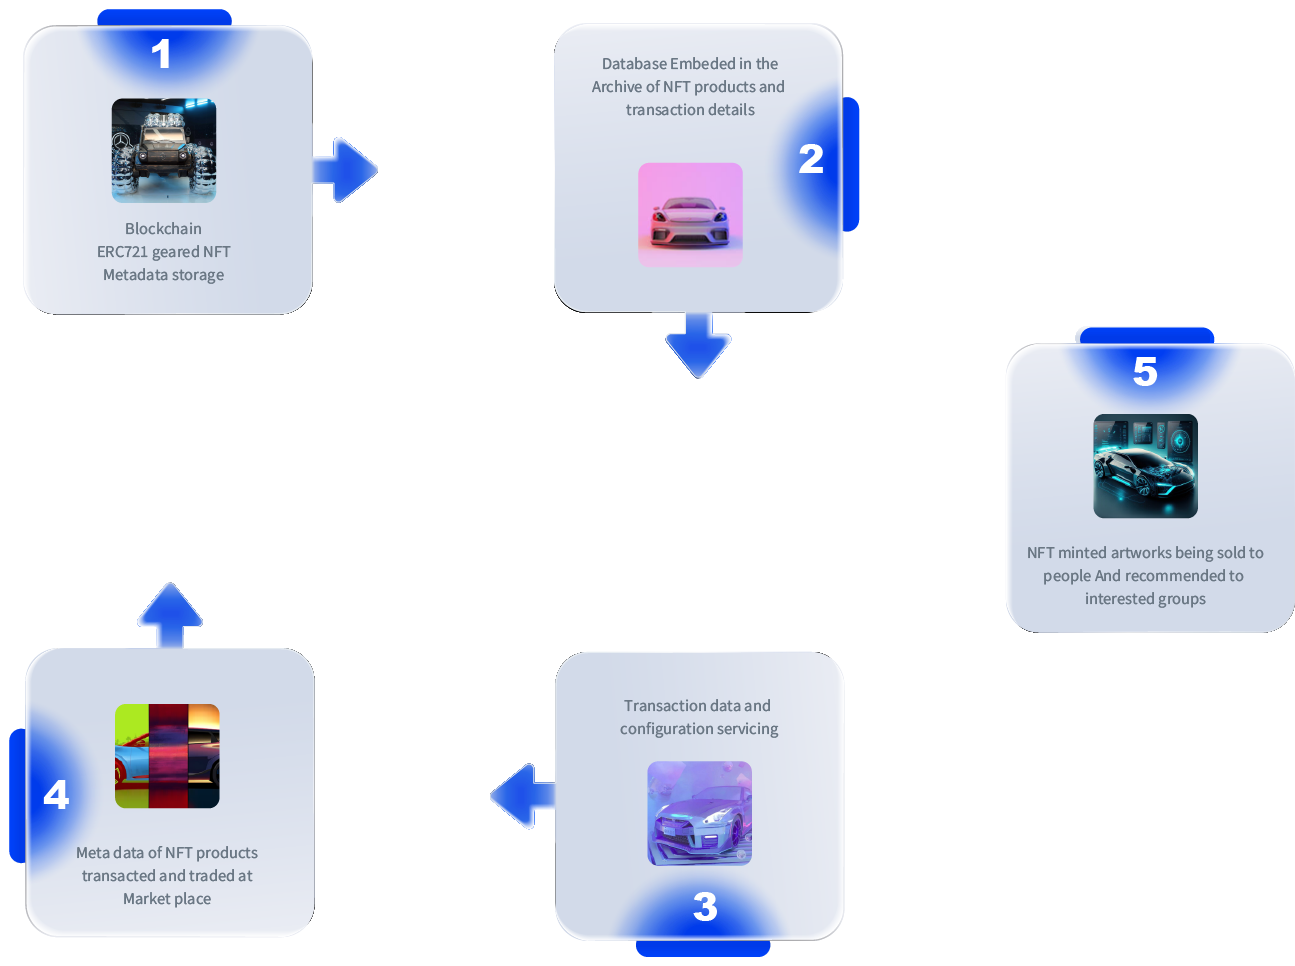 1
Blockchain
ERC721 geared NFT
Metadata storage
Database Embeded in the
Archive of NFT products and
transaction details
2
Transaction data and
configuration servicing
3
4
Meta data of NFT products
transacted and traded at
Market place
5
NFT minted artworks being sold to
people And recommended to
interested groups